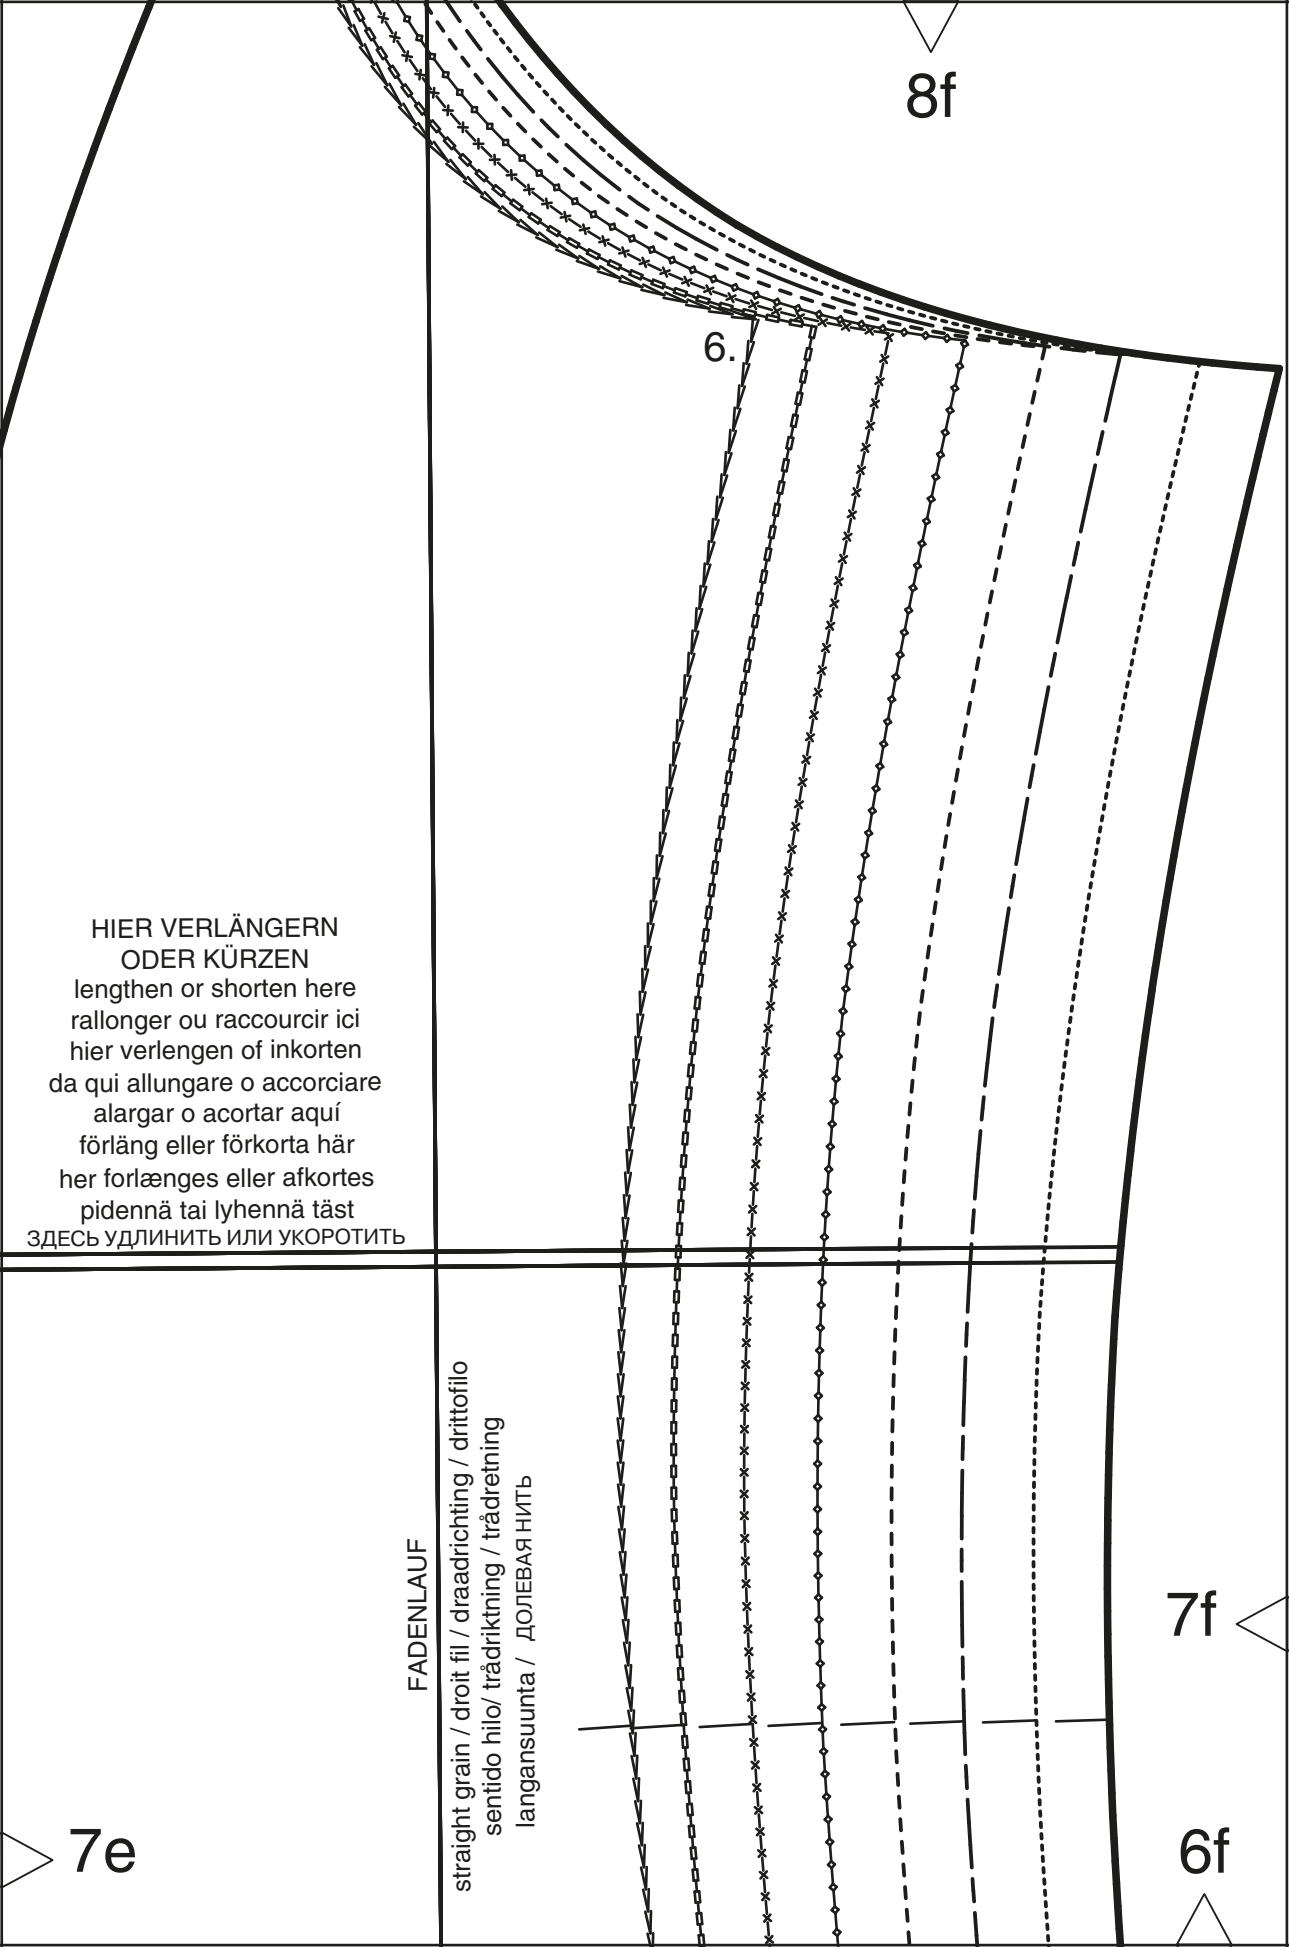 8f
6.
HIER VERLÄNGERN
ODER KÜRZEN
lengthen or shorten here
rallonger ou raccourcir ici
hier verlengen of inkorten
da qui allungare o accorciare
alargar o acortar aquí
förläng eller förkorta här
her forlænges eller afkortes
pidennä tai lyhennä täst
ЗДЕСЬ УДЛИНИТЬ ИЛИ УКОРОТИТЬ
FADENLAUF
straight grain / droit fil / draadrichting / drittofilo
sentido hilo/ trådriktning / trådretning
langansuunta / ДОЛЕВАЯ НИТЬ
7f
7e
6f